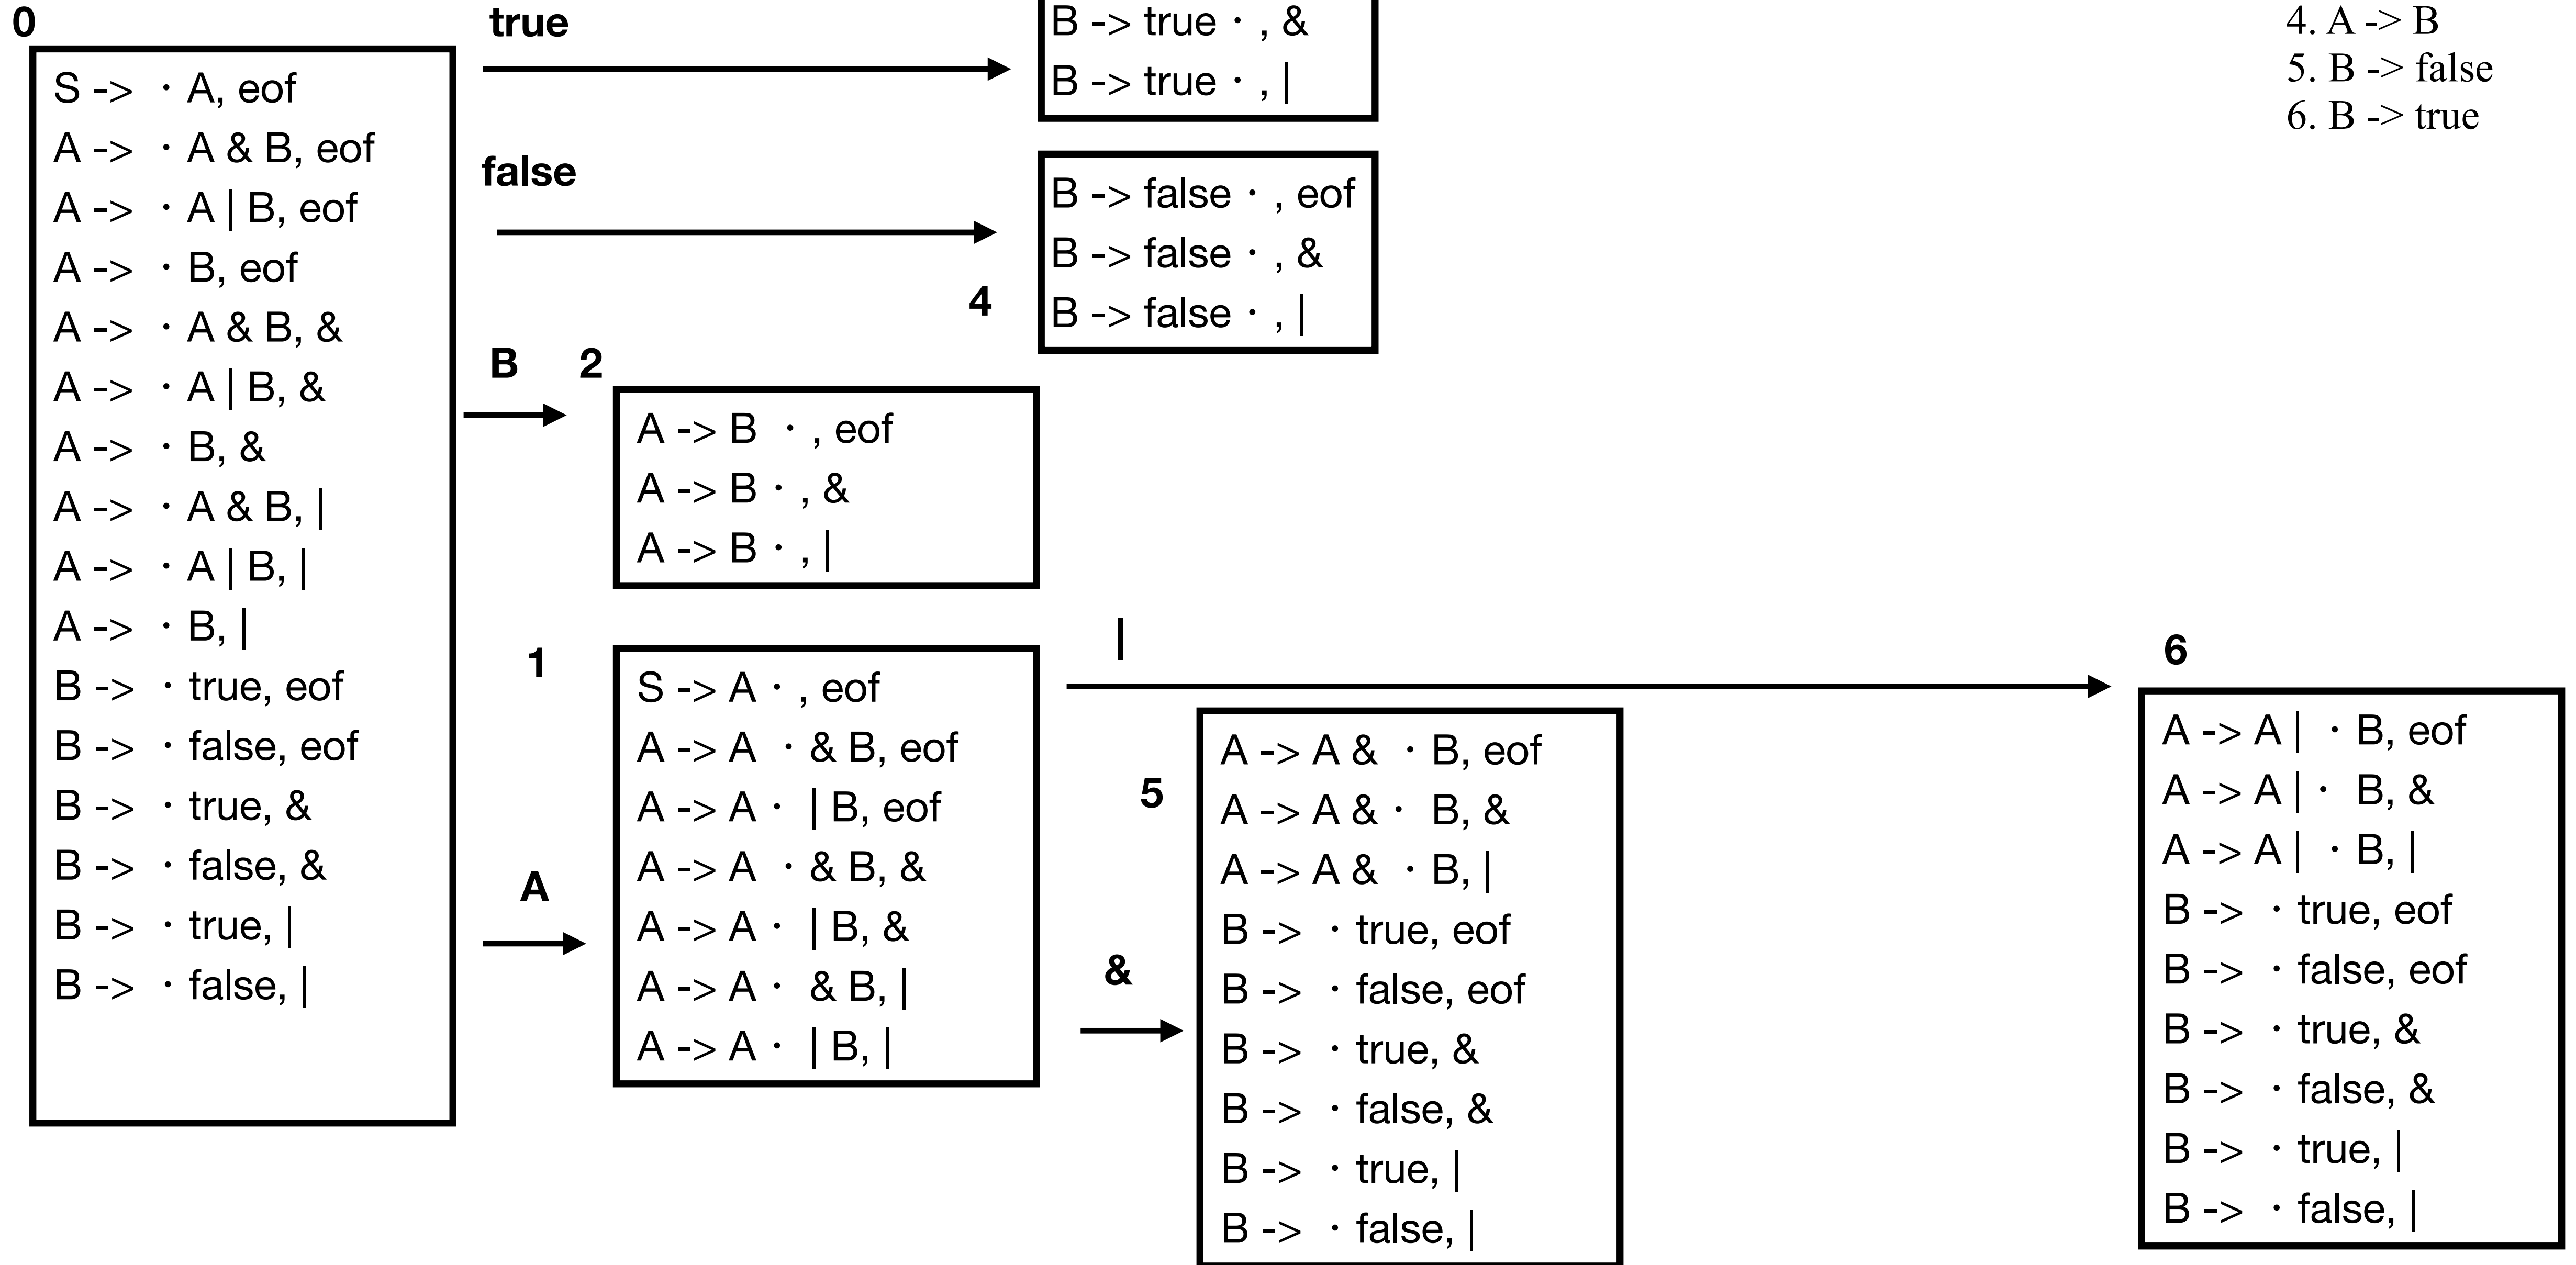 0
S -> · A, eof
A -> · A & B, eof
A -> · A | B, eof
A -> · B, eof
A -> · A & B, &
A -> · A | B, &
A -> · B, &
A -> · A & B, |
A -> · A | B, |
A -> · B, |
B -> · true, eof
B -> · false, eof
B -> · true, &
B -> · false, &
B -> · true, |
B -> · false, |
true
B -> true · , &
B -> true · , |
false
4
B -> false · , eof
B -> false · , &
B -> false · , |
B
2
A -> B · , eof
A -> B · , &
A -> B · , |
A
1
S -> A · , eof
A -> A · & B, eof
A -> A · | B, eof
A -> A · & B, &
A -> A · | B, &
A -> A · & B, |
A -> A · | B, |
&
5
A -> A & · B, eof
A -> A & · B, &
A -> A & · B, |
B -> · true, eof
B -> · false, eof
B -> · true, &
B -> · false, &
B -> · true, |
B -> · false, |
|
6
A -> A | · B, eof
A -> A | · B, &
A -> A | · B, |
B -> · true, eof
B -> · false, eof
B -> · true, &
B -> · false, &
B -> · true, |
B -> · false, |
4. A -> B
5. B -> false
6. B -> true